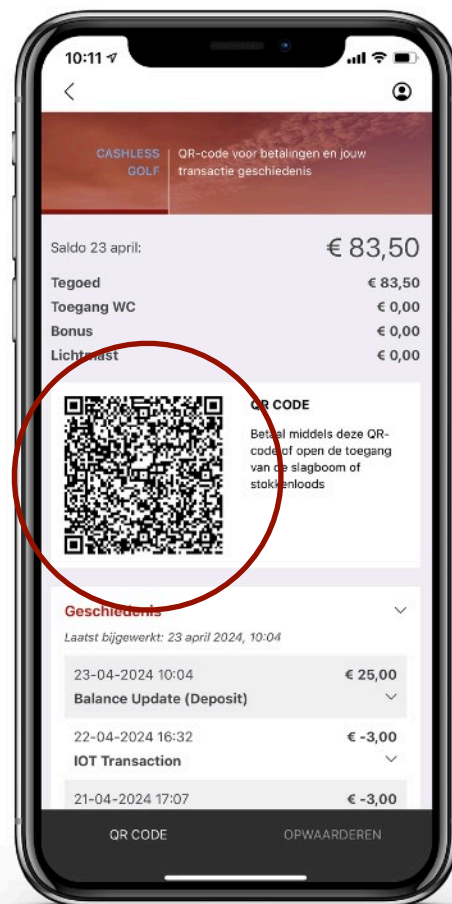 10:11
CASHLESS GOLF
QR-code voor betalingen en jouw
transactie geschiedenis
Saldo 23 april: € 83,50
Tegoed € 83,50
Toegang WC € 0,00
Bonus € 0,00
Lichtmast € 0,00
QR CODE
Betaal middels deze QR-
code of open de toegang
van de slagboom of
stokkenloods
Geschiedenis
Laatst bijgewerkt: 23 april 2024, 10:04
23-04-2024 10:04 € 25,00
Balance Update (Deposit)
22-04-2024 16:32 € -3,00
IOT Transaction
21-04-2024 17:07 € -3,00
QR CODE OPWAARDEREN